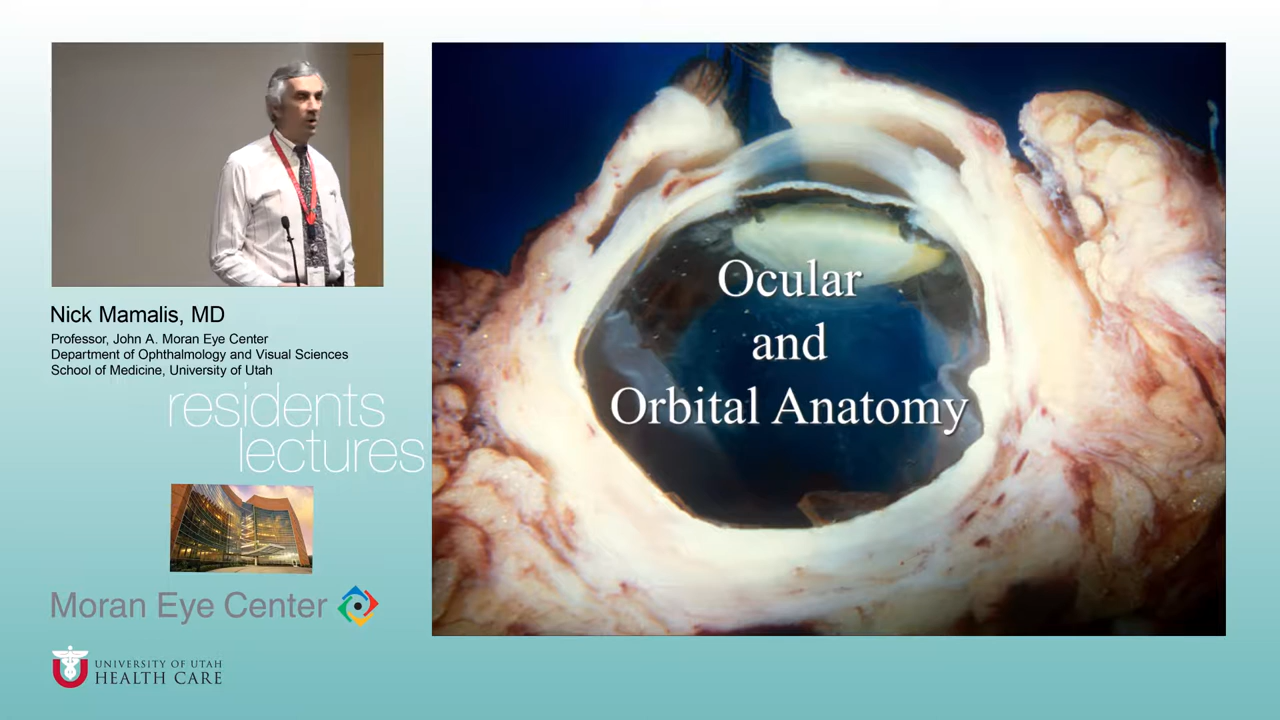 Nick Mamalis, MD
Professor, John A. Moran Eye Center
Department of Ophthalmology and Visual Sciences
School of Medicine, University of Utah
residents
lectures
Moran Eye Center
UNIVERSITY OF UTAH
HEALTH CARE
Ocular
and
Orbital Anatomy